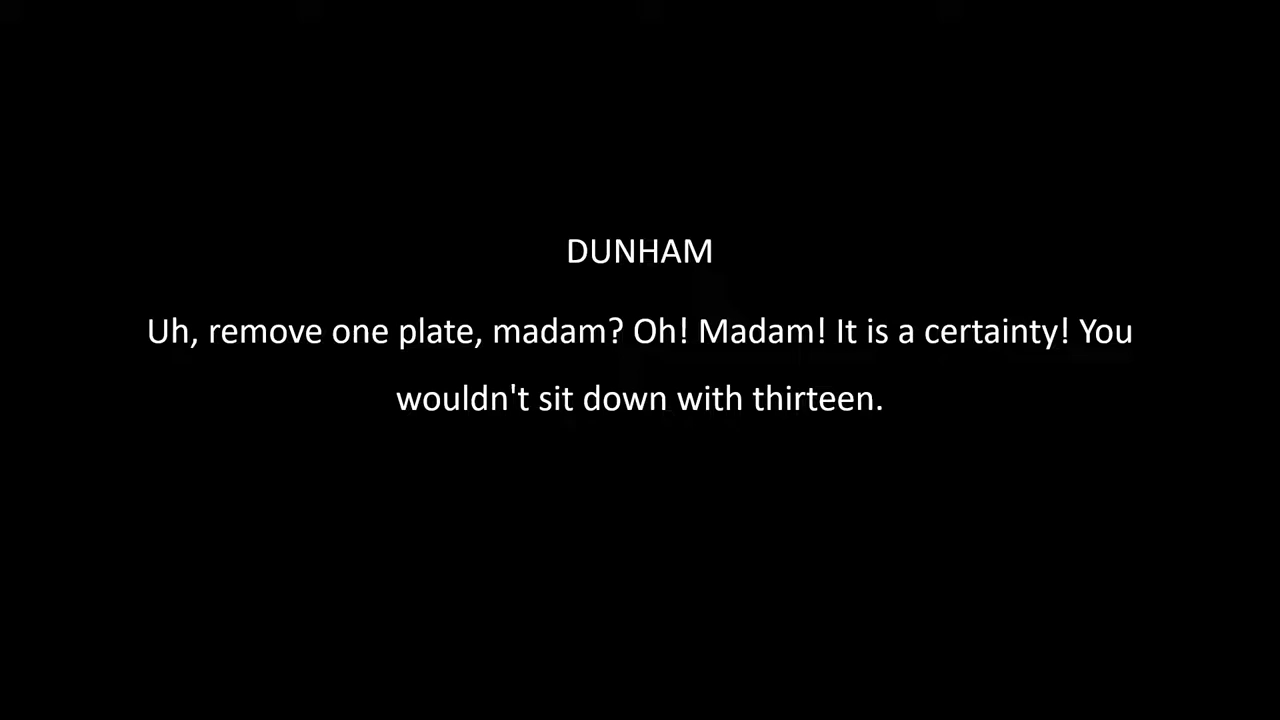 DUNHAM
Uh, remove one plate, madam? Oh! Madam! It is a certainty! You
wouldn't sit down with thirteen.